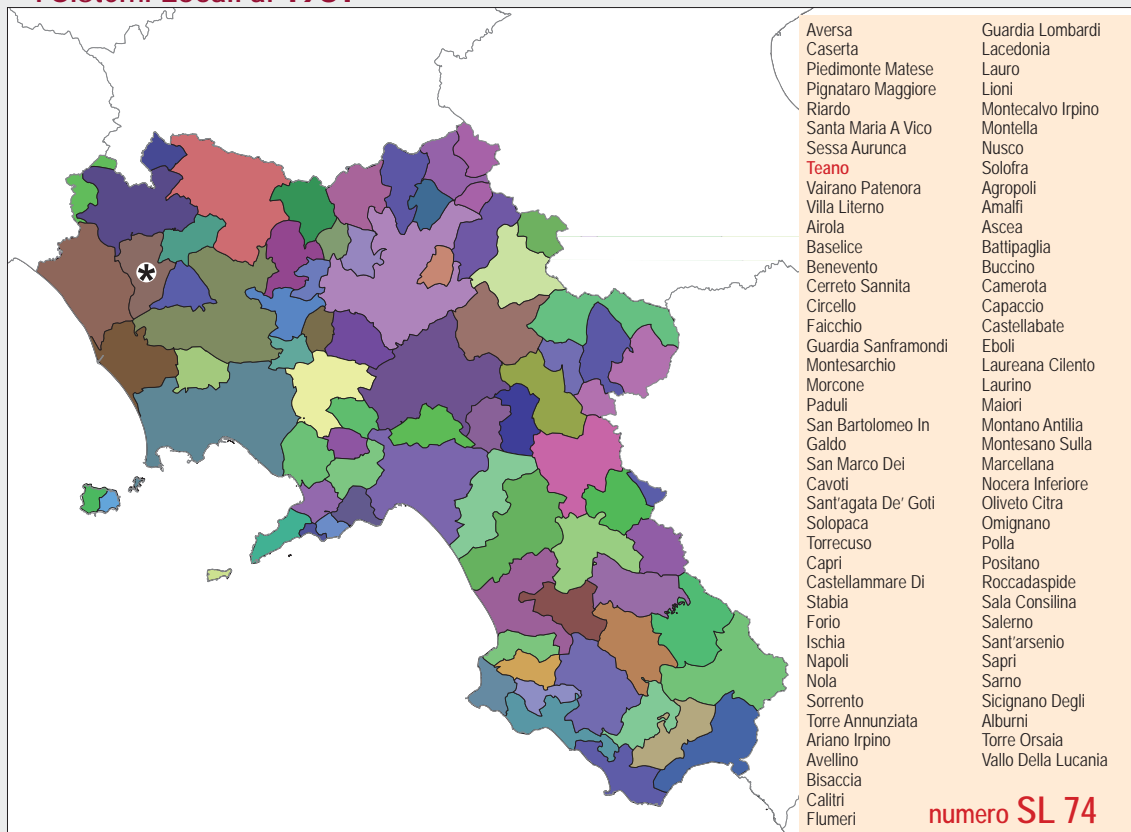 i Sistemi Locali al 1981
Aversa
Caserta
Piedimonte Matese
Pignataro Maggiore
Riardo
Santa Maria A Vico
Sessa Aurunca
Teano
Vairano Patenora
Villa Literno
Airola
Baselice
Benevento
Cerreto Sannita
Circello
Faicchio
Guardia Sanframondi
Montesarchio
Morcone
Paduli
San Bartolomeo In
Galdo
San Marco Dei
Cavoti
Sant'agata De' Goti
Solopaca
Torrecuso
Capri
Castellammare Di
Stabia
Forio
Ischia
Napoli
Nola
Sorrento
Torre Annunziata
Ariano Irpino
Avellino
Bisaccia
Calitri
Flumeri
Guardia Lombardi
Lacedonia
Lauro
Lioni
Montecalvo Irpino
Montella
Nusco
Solofra
Agropoli
Amalfi
Ascea
Battipaglia
Buccino
Camerota
Capaccio
Castellabate
Eboli
Laureana Cilento
Laurino
Maiori
Montano Antilia
Montesano Sulla
Marcellana
Nocera Inferiore
Oliveto Citra
Omignano
Polla
Positano
Roccadaspide
Sala Consilina
Salerno
Sant'arsenio
Sapri
Sarno
Sicignano Degli
Alburni
Torre Orsaia
Vallo Della Lucania
numero SL 74